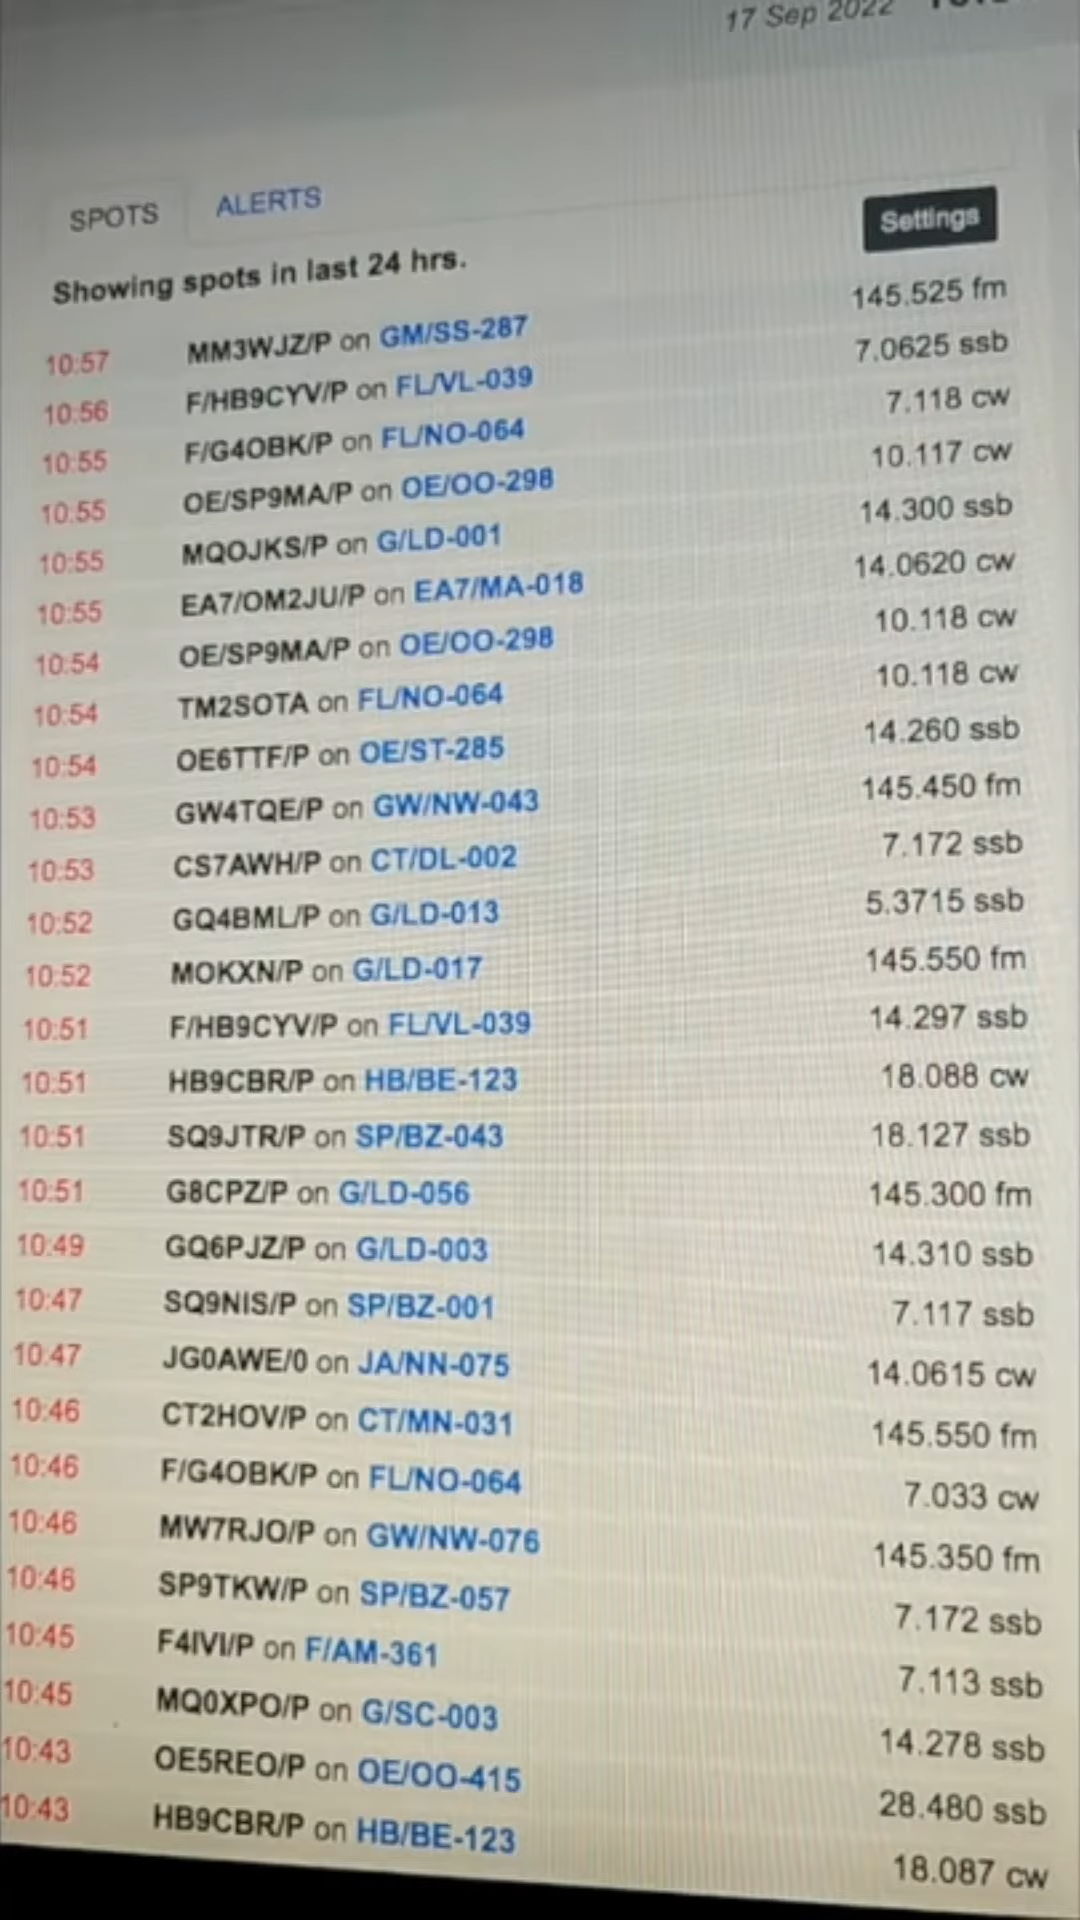 17 Sep 2022
SPOTS ALERTS
Settings
Showing spots in last 24 hrs.
10:57 MM3WJZ/P on GM/SS-287 145.525 fm
10:56 F/HB9CYV/P on FL/VL-039 7.0625 ssb
10:55 F/G4OBK/P on FL/NO-064 7.118 cw
10:55 OE/SP9MA/P on OE/OO-298 10.117 cw
10:55 MQ0JKS/P on G/LD-001 14.300 ssb
10:55 EA7/OM2JU/P on EA7/MA-018 14.0620 cw
10:54 OE/SP9MA/P on OE/OO-298 10.118 cw
10:54 TM2SOTA on FL/NO-064 10.118 cw
10:54 OE6TTF/P on OE/ST-285 14.260 ssb
10:53 GW4TQE/P on GW/NW-043 145.450 fm
10:53 CS7AWH/P on CT/DL-002 7.172 ssb
10:52 GQ4BML/P on G/LD-013 5.3715 ssb
10:52 M0KXN/P on G/LD-017 145.550 fm
10:51 F/HB9CYV/P on FL/VL-039 14.297 ssb
10:51 HB9CBR/P on HB/BE-123 18.088 cw
10:51 SQ9JTR/P on SP/BZ-043 18.127 ssb
10:51 G8CPZ/P on G/LD-056 145.300 fm
10:49 GQ6PJZ/P on G/LD-003 14.310 ssb
10:47 SQ9NIS/P on SP/BZ-001 7.117 ssb
10:47 JG0AWE/0 on JA/NN-075 14.0615 cw
10:46 CT2HOV/P on CT/MN-031 145.550 fm
10:46 F/G4OBK/P on FL/NO-064 7.033 cw
10:46 MW7RJO/P on GW/NW-076 145.350 fm
10:46 SP9TKW/P on SP/BZ-057 7.172 ssb
10:45 F4IVI/P on F/AM-361 7.113 ssb
10:45 MQ0XPO/P on G/SC-003 14.278 ssb
10:43 OE5REO/P on OE/OO-415 28.480 ssb
10:43 HB9CBR/P on HB/BE-123 18.087 cw